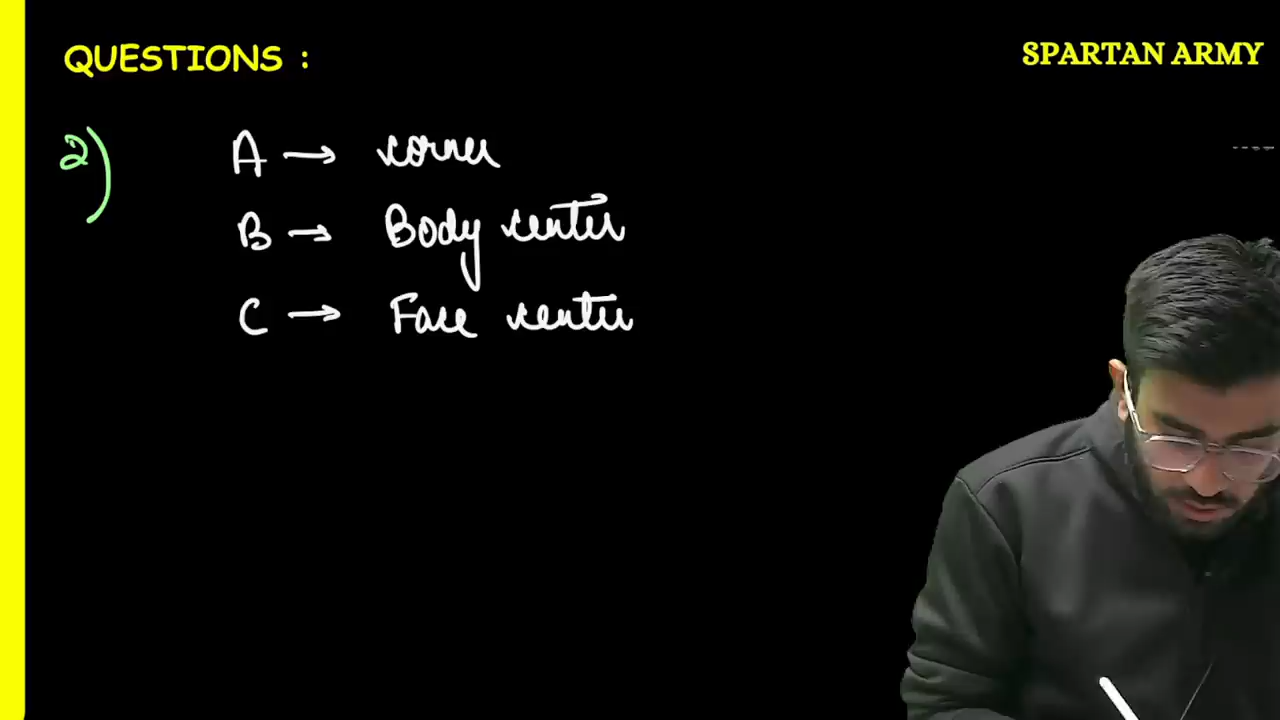 QUESTIONS :
SPARTAN ARMY
2)
A → corner
B → Body center
C → Face center